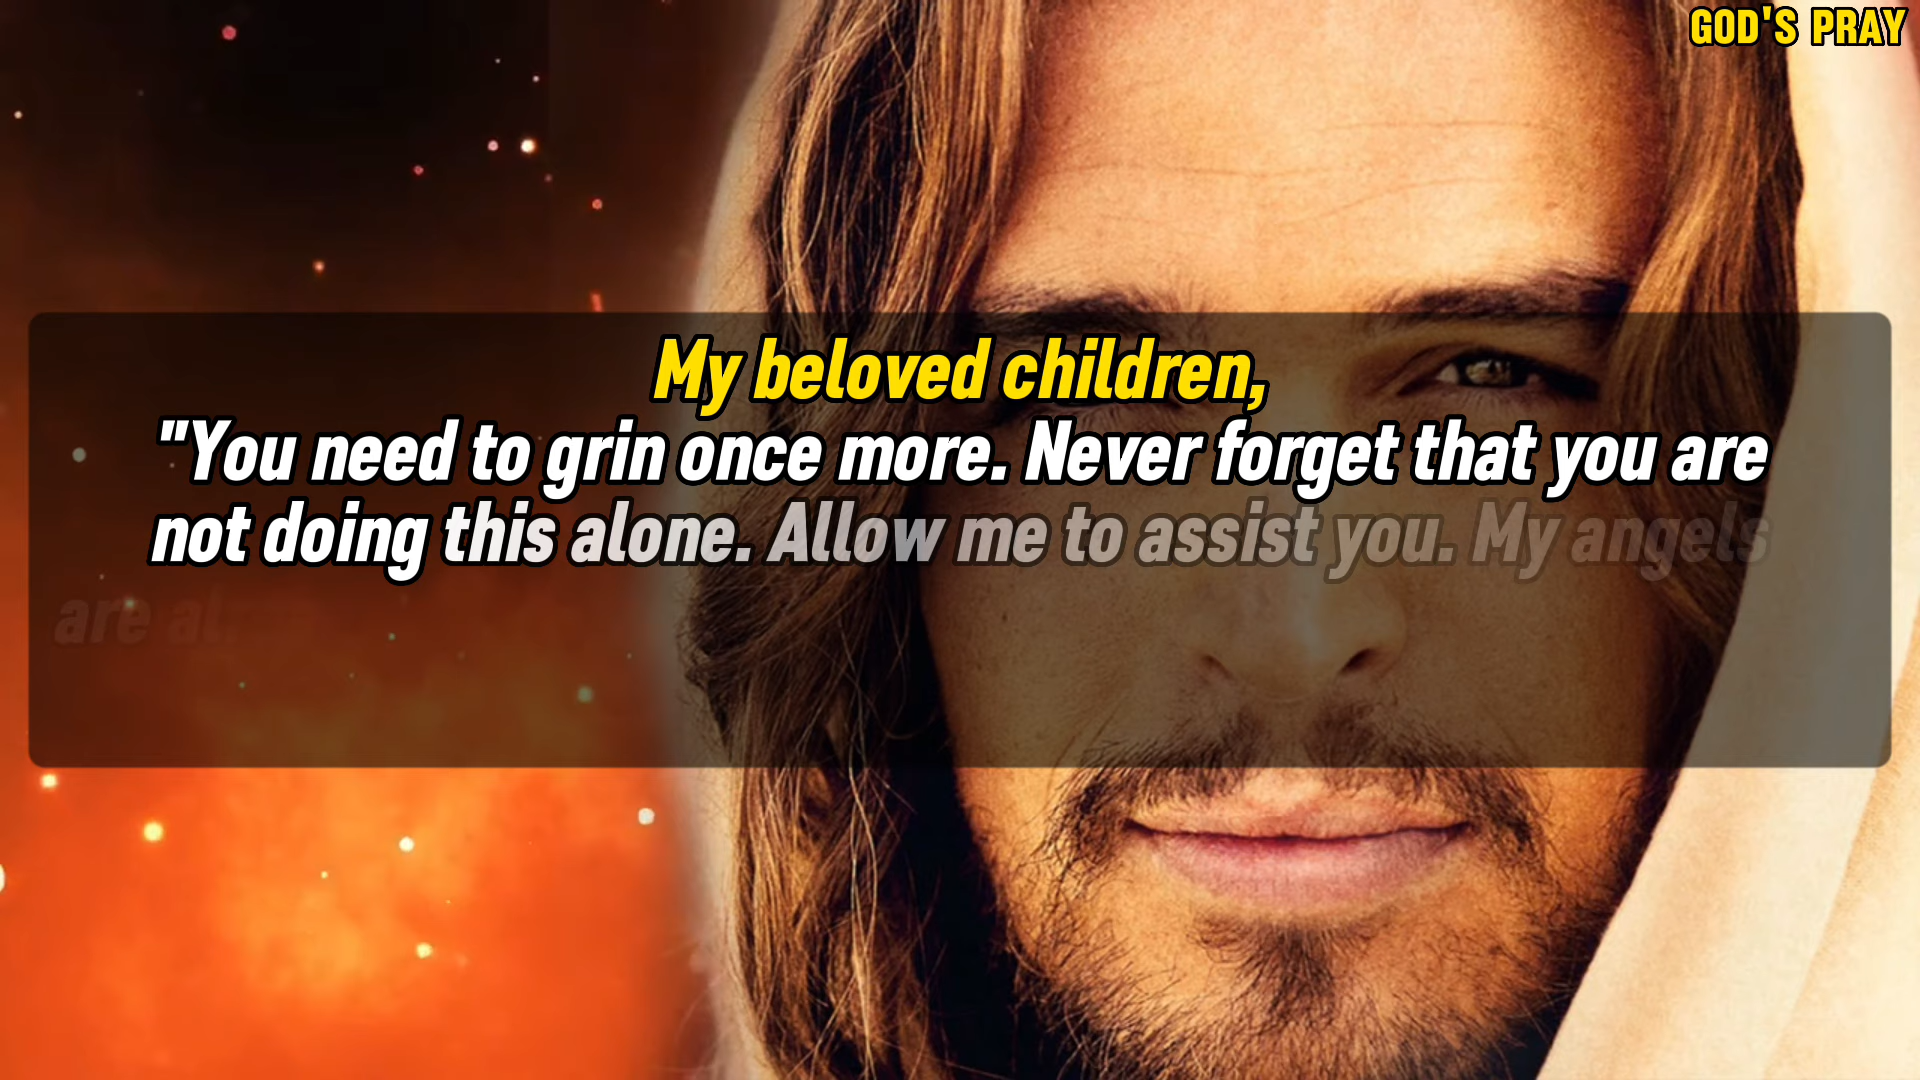 GOD'S PRAY
My beloved children,
"You need to grin once more. Never forget that you are
not doing this alone. Allow me to assist you. My angels
are